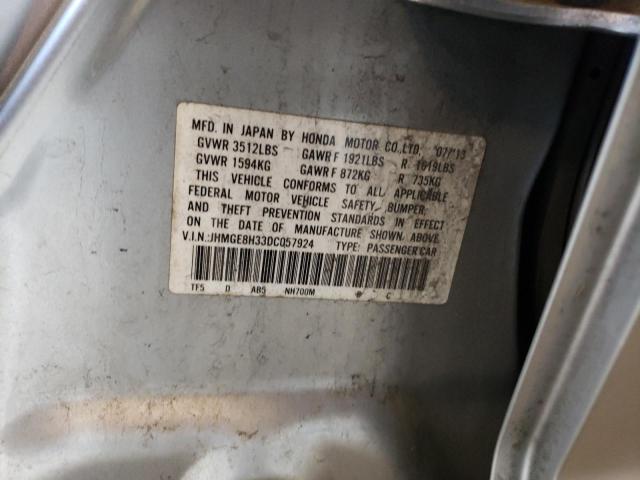 MFD. IN JAPAN BY HONDA MOTOR CO.,LTD. '07/'13
GVWR 3512LBS GAWR F 1921LBS R 1619LBS
GVWR 1594KG GAWR F 872KG R 735KG
THIS VEHICLE CONFORMS TO ALL APPLICABLE
FEDERAL MOTOR VEHICLE SAFETY, BUMPER,
AND THEFT PREVENTION STANDARDS IN EFFECT
ON THE DATE OF MANUFACTURE SHOWN ABOVE.
V.I.N.:JHMGE8H33DC057924 TYPE: PASSENGER CAR
TF5 D AB5 NH700M C